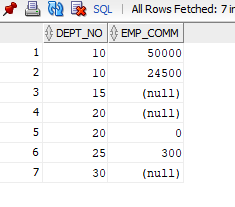 SQL | All Rows Fetched: 7 in
DEPT_NO EMP_COMM
1 10 50000
2 10 24500
3 15 (null)
4 20 (null)
5 20 0
6 25 300
7 30 (null)